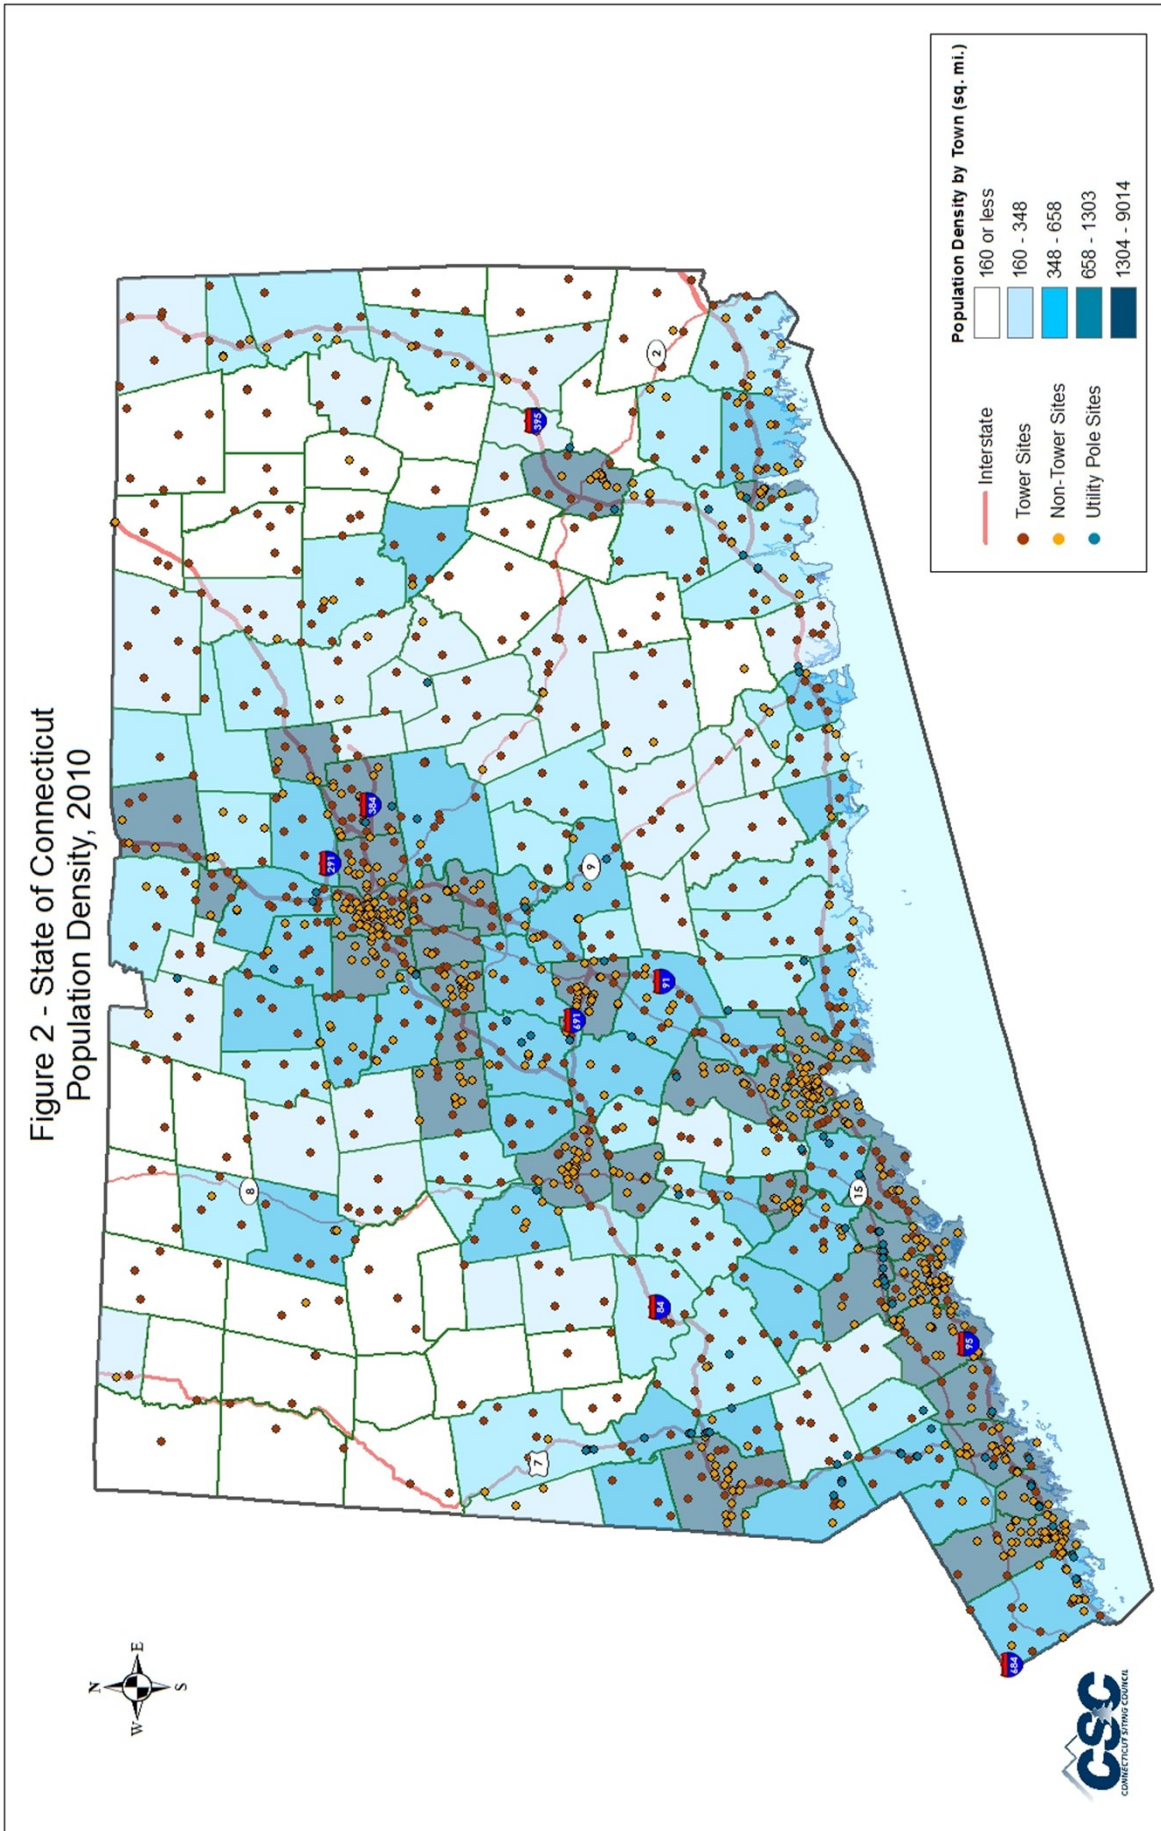 Figure 2 - State of Connecticut
Population Density, 2010
N
W
E
S
8
7
84
291
384
691
9
91
15
95
684
395
2
Interstate
Tower Sites
Non-Tower Sites
Utility Pole Sites
Population Density by Town (sq. mi.)
160 or less
160 - 348
348 - 658
658 - 1303
1304 - 9014
CSC
CONNECTICUT SITING COUNCIL